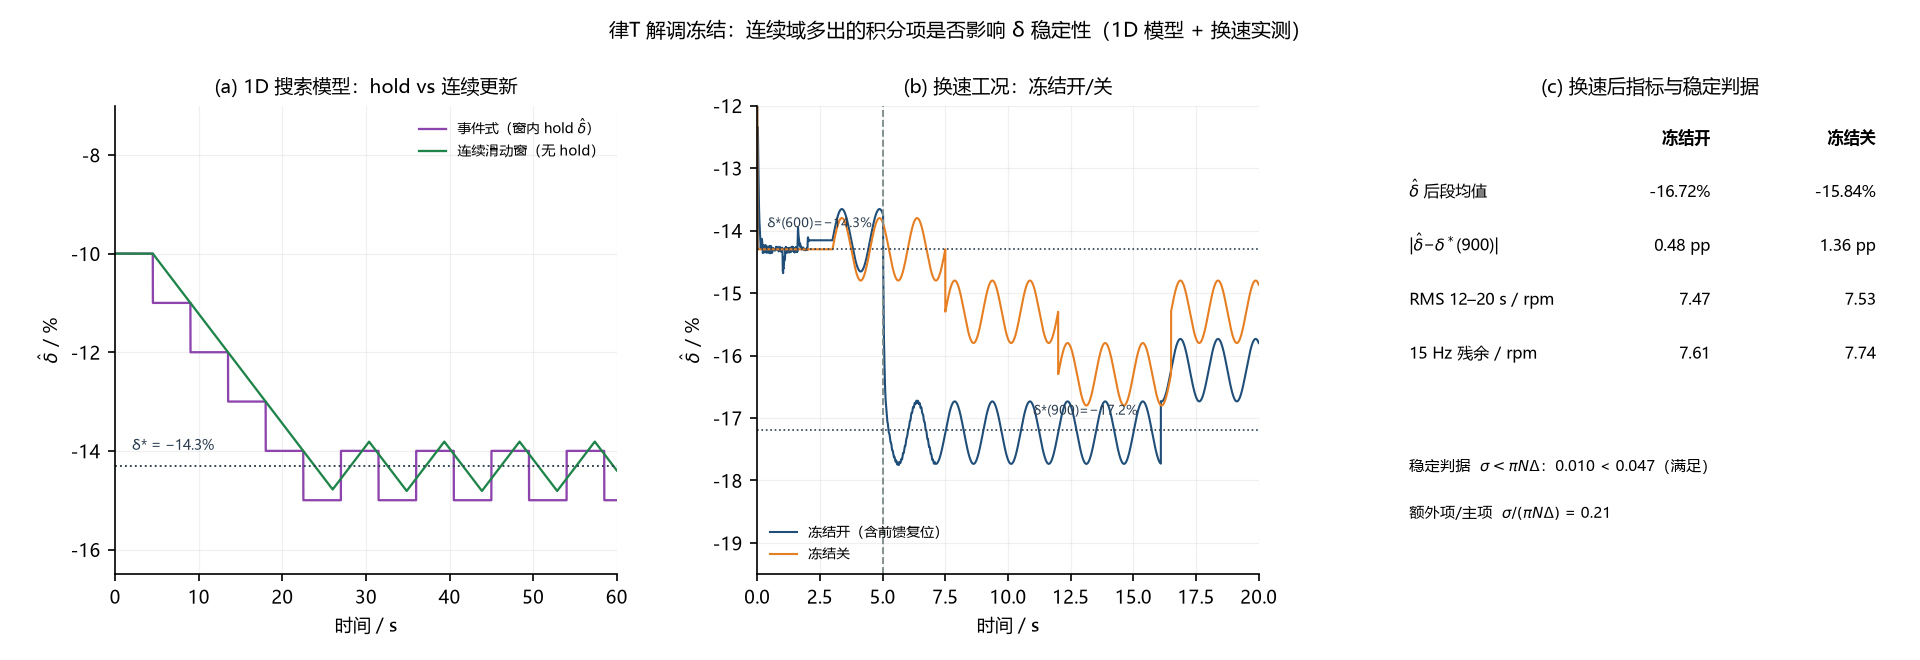 律T 解调冻结：连续域多出的积分项是否影响 δ 稳定性（1D 模型 + 换速实测）
(a) 1D 搜索模型：hold vs 连续更新
事件式（窗内 hold δ̂）
连续滑动窗（无 hold）
δ* = −14.3%
δ̂ / %
-8
-10
-12
-14
-16
0 10 20 30 40 50 60
时间 / s
(b) 换速工况：冻结开/关
δ*(600)=−14.3%
δ*(900)=−17.2%
冻结开（含前馈复位）
冻结关
δ̂ / %
-12
-13
-14
-15
-16
-17
-18
-19
0.0 2.5 5.0 7.5 10.0 12.5 15.0 17.5 20.0
时间 / s
(c) 换速后指标与稳定判据
冻结开 冻结关
δ̂ 后段均值 -16.72% -15.84%
|δ̂−δ*(900)| 0.48 pp 1.36 pp
RMS 12–20 s / rpm 7.47 7.53
15 Hz 残余 / rpm 7.61 7.74
稳定判据 σ < πNΔ：0.010 < 0.047（满足）
额外项/主项 σ/(πNΔ) = 0.21